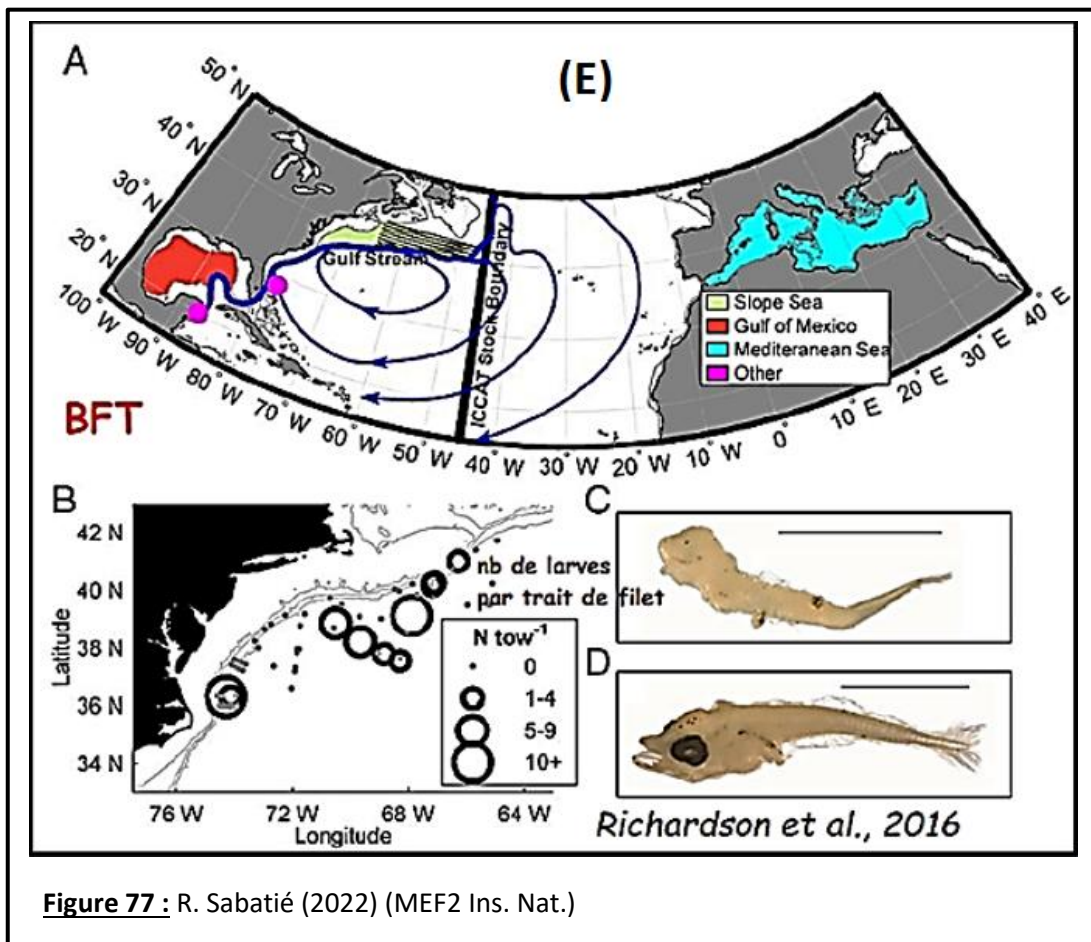 A
(E)
50° N
40° N
30° N
20° N
100° W
90° W
80° W
70° W
60° W
50° W
40° W
30° W
20° W
10° W
0°
10° E
20° E
30° E
40° E
Gulf Stream
ICCAT Stock Boundary
Slope Sea
Gulf of Mexico
Mediteranean Sea
Other
BFT
B
42 N
40 N
38 N
36 N
34 N
Latitude
76 W
72 W
68 W
64 W
Longitude
nb de larves
par trait de filet
N tow⁻¹
0
1-4
5-9
10+
C
D
Richardson et al., 2016
Figure 77 : R. Sabatié (2022) (MEF2 Ins. Nat.)